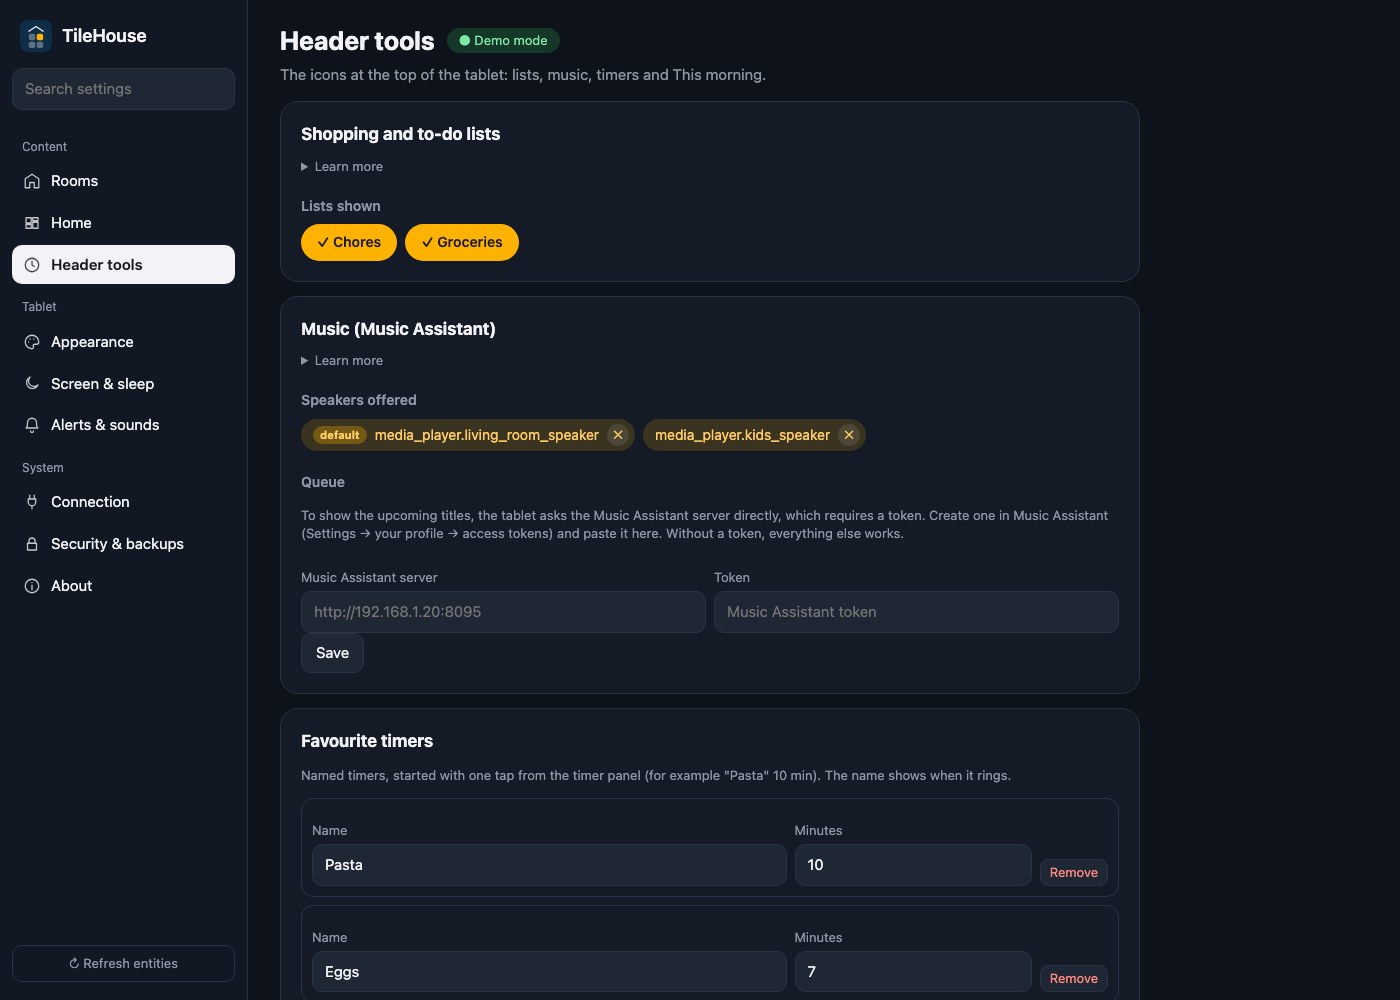 TileHouse
Search settings
Content
Rooms
Home
Header tools
Tablet
Appearance
Screen & sleep
Alerts & sounds
System
Connection
Security & backups
About
↻ Refresh entities
Header tools
Demo mode
The icons at the top of the tablet: lists, music, timers and This morning.
Shopping and to-do lists
▶ Learn more
Lists shown
✓ Chores
✓ Groceries
Music (Music Assistant)
▶ Learn more
Speakers offered
default media_player.living_room_speaker ✕
media_player.kids_speaker ✕
Queue
To show the upcoming titles, the tablet asks the Music Assistant server directly, which requires a token. Create one in Music Assistant
(Settings → your profile → access tokens) and paste it here. Without a token, everything else works.
Music Assistant server
Token
http://192.168.1.20:8095
Music Assistant token
Save
Favourite timers
Named timers, started with one tap from the timer panel (for example "Pasta" 10 min). The name shows when it rings.
Name
Minutes
Pasta
10
Remove
Name
Minutes
Eggs
7
Remove